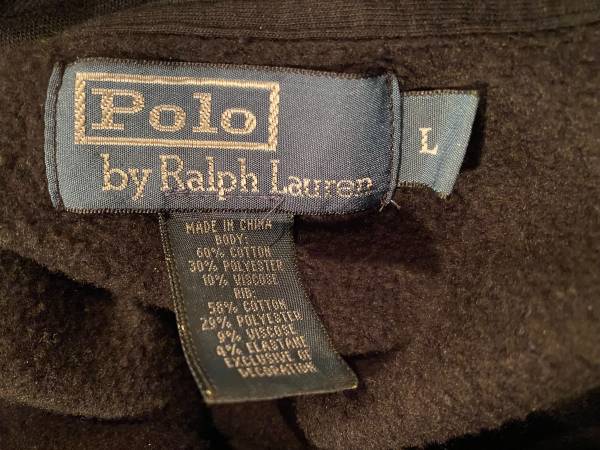 Polo
by Ralph Lauren
L
MADE IN CHINA
BODY:
60% COTTON
30% POLYESTER
10% VISCOSE
RIB:
58% COTTON
29% POLYESTER
9% VISCOSE
4% ELASTANE
EXCLUSIVE OF
DECORATION